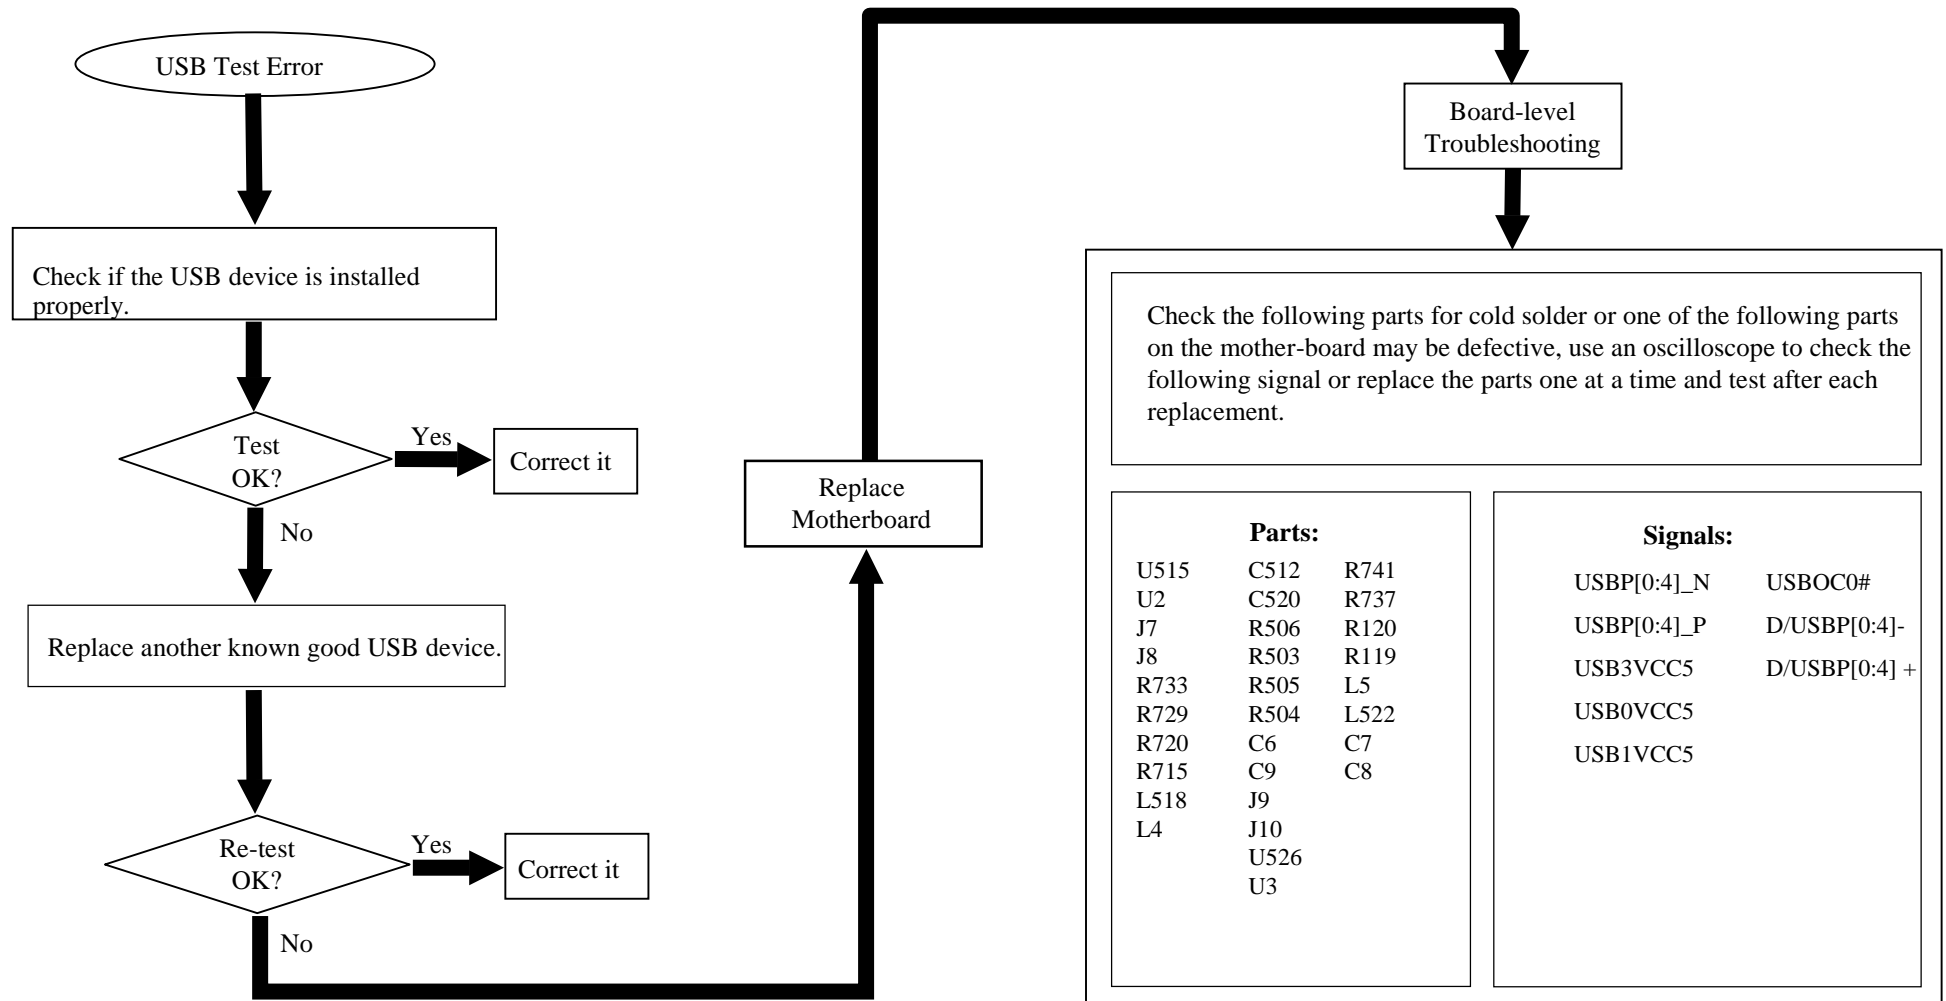 USB Test Error
Check if the USB device is installed
properly.
Test
OK?
Yes
Correct it
No
Replace another known good USB device.
Re-test
OK?
Yes
Correct it
No
Replace
Motherboard
Board-level
Troubleshooting
Check the following parts for cold solder or one of the following parts
on the mother-board may be defective, use an oscilloscope to check the
following signal or replace the parts one at a time and test after each
replacement.
Parts:
U515 C512 R741
U2 C520 R737
J7 R506 R120
J8 R503 R119
R733 R505 L5
R729 R504 L522
R720 C6 C7
R715 C9 C8
L518 J9
L4 J10
U526
U3
Signals:
USBP[0:4]_N USBOC0#
USBP[0:4]_P D/USBP[0:4]-
USB3VCC5 D/USBP[0:4] +
USB0VCC5
USB1VCC5